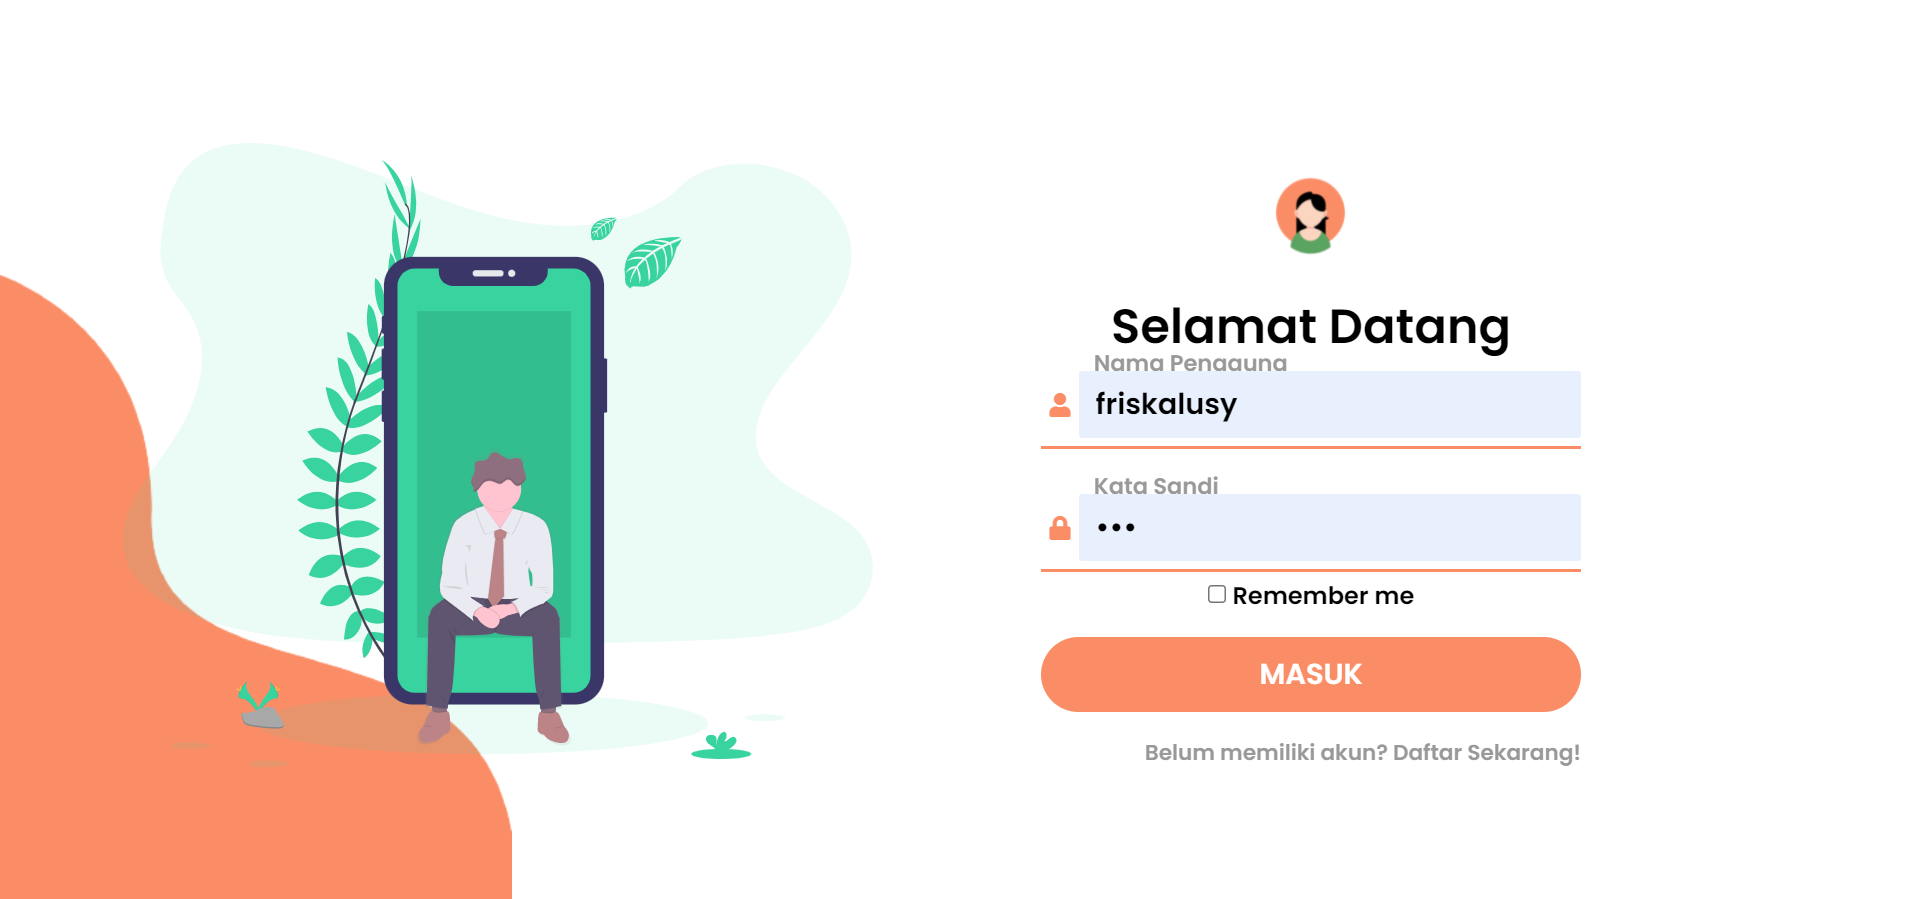 Selamat Datang
Nama Pengguna
friskalusy
Kata Sandi
•••
Remember me
MASUK
Belum memiliki akun? Daftar Sekarang!